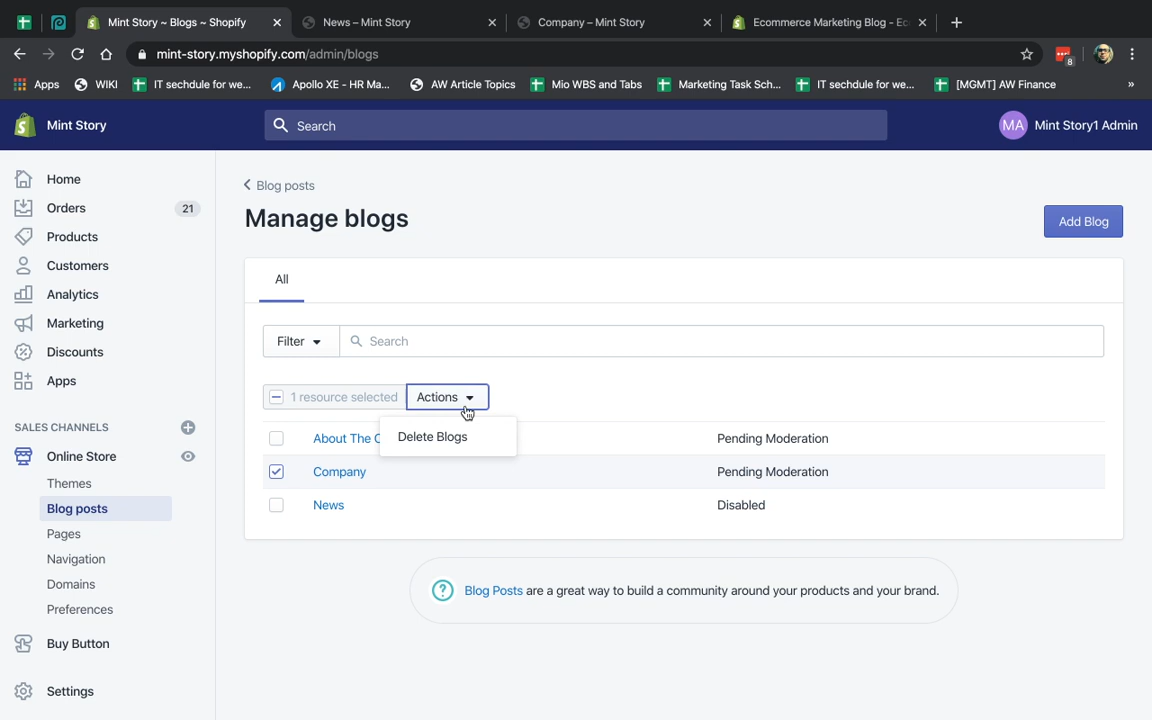 Mint Story ~ Blogs ~ Shopify
News – Mint Story
Company – Mint Story
Ecommerce Marketing Blog - Ec
mint-story.myshopify.com/admin/blogs
8
Apps
WIKI
IT sechdule for we...
Apollo XE - HR Ma...
AW Article Topics
Mio WBS and Tabs
Marketing Task Sch...
IT sechdule for we...
[MGMT] AW Finance
»
Mint Story
Search
MA
Mint Story1 Admin
Home
Orders
21
Products
Customers
Analytics
Marketing
Discounts
Apps
SALES CHANNELS
Online Store
Themes
Blog posts
Pages
Navigation
Domains
Preferences
Buy Button
Settings
Blog posts
Manage blogs
Add Blog
All
Filter
Search
1 resource selected
Actions
Delete Blogs
About The C
Pending Moderation
Company
Pending Moderation
News
Disabled
Blog Posts are a great way to build a community around your products and your brand.